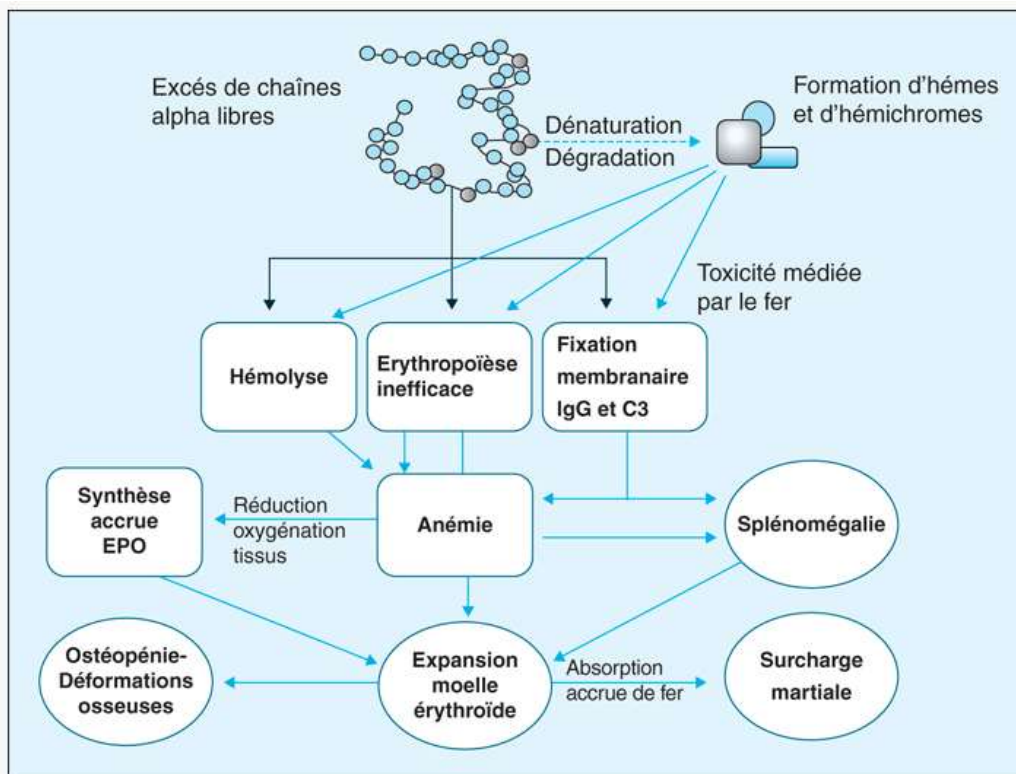 Excés de chaînes
alpha libres
Dénaturation
Dégradation
Formation d'hémes
et d'hémichromes
Toxicité médiée
par le fer
Hémolyse
Erythropoïèse
inefficace
Fixation
membranaire
IgG et C3
Synthèse
accrue
EPO
Réduction
oxygénation
tissus
Anémie
Splénomégalie
Ostéopénie-
Déformations
osseuses
Expansion
moelle
érythroïde
Absorption
accrue de fer
Surcharge
martiale